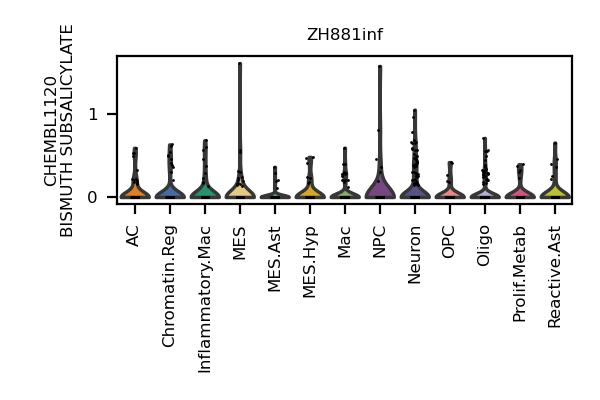 ZH881inf
CHEMBL1120
BISMUTH SUBSALICYLATE
1
0
AC
Chromatin.Reg
Inflammatory.Mac
MES
MES.Ast
MES.Hyp
Mac
NPC
Neuron
OPC
Oligo
Prolif.Metab
Reactive.Ast